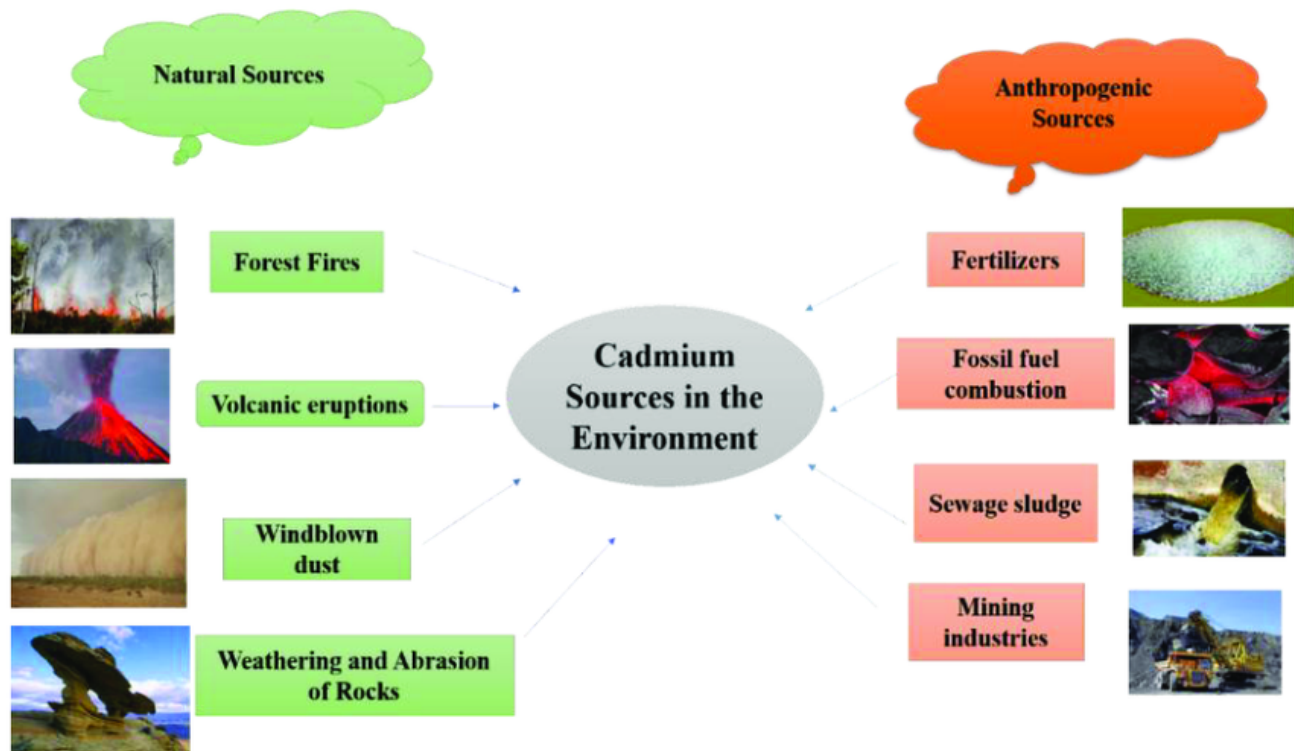 Natural Sources
Anthropogenic
Sources
Forest Fires
Volcanic eruptions
Windblown
dust
Weathering and Abrasion
of Rocks
Cadmium
Sources in the
Environment
Fertilizers
Fossil fuel
combustion
Sewage sludge
Mining
industries